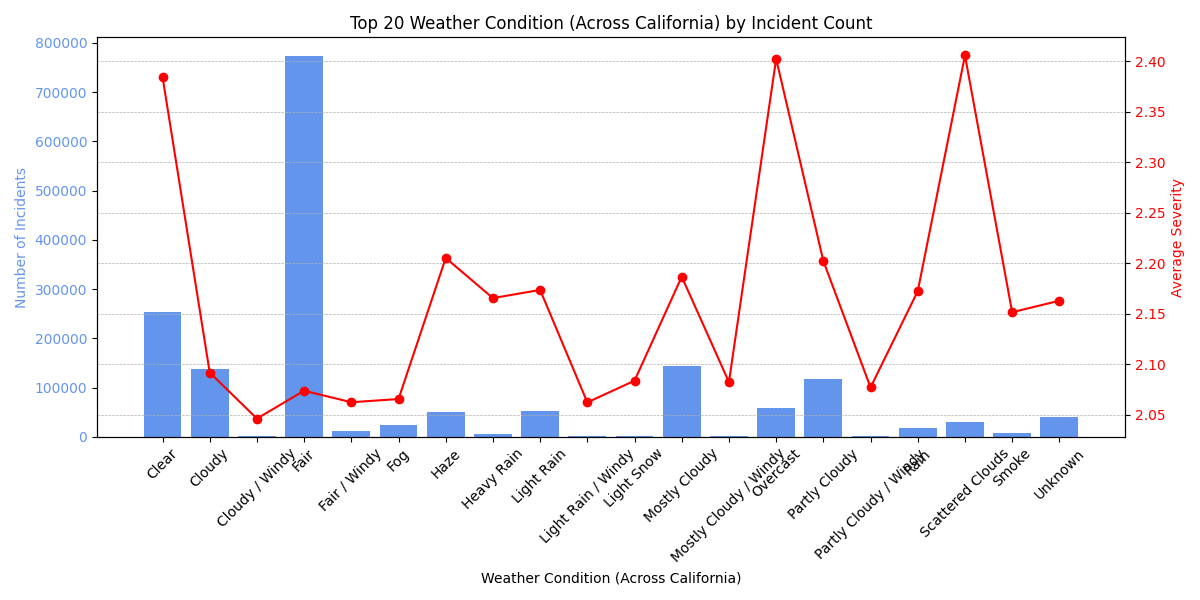 Top 20 Weather Condition (Across California) by Incident Count
Number of Incidents
800000
700000
600000
500000
400000
300000
200000
100000
0
2.40
2.35
2.30
2.25
2.20
2.15
2.10
2.05
Average Severity
Clear
Cloudy
Cloudy / Windy
Fair
Fair / Windy
Fog
Haze
Heavy Rain
Light Rain
Light Rain / Windy
Light Snow
Mostly Cloudy
Mostly Cloudy / Windy
Overcast
Partly Cloudy
Partly Cloudy / Windy
Rain
Scattered Clouds
Smoke
Unknown
Weather Condition (Across California)